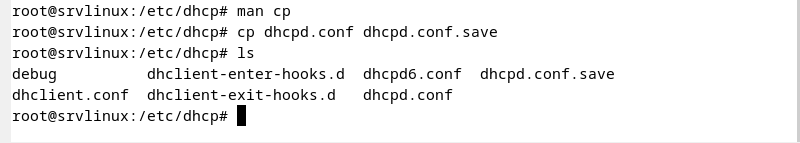 root@srvlinux:/etc/dhcp# man cp
root@srvlinux:/etc/dhcp# cp dhcpd.conf dhcpd.conf.save
root@srvlinux:/etc/dhcp# ls
debug          dhclient-enter-hooks.d  dhcpd6.conf  dhcpd.conf.save
dhclient.conf  dhclient-exit-hooks.d   dhcpd.conf
root@srvlinux:/etc/dhcp#